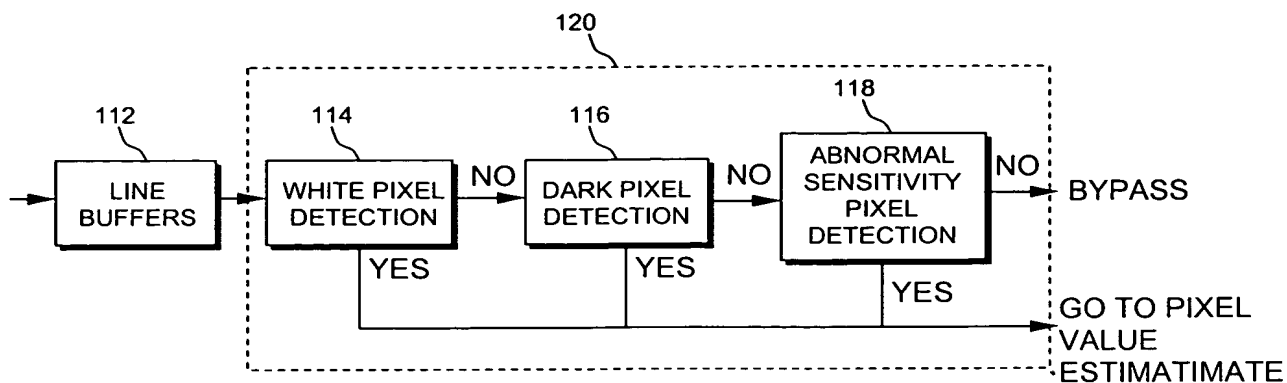 120
112
114
116
118
LINE
BUFFERS
WHITE PIXEL
DETECTION
NO
DARK PIXEL
DETECTION
NO
ABNORMAL
SENSITIVITY
PIXEL
DETECTION
NO
BYPASS
YES
YES
YES
GO TO PIXEL
VALUE
ESTIMATIMATE